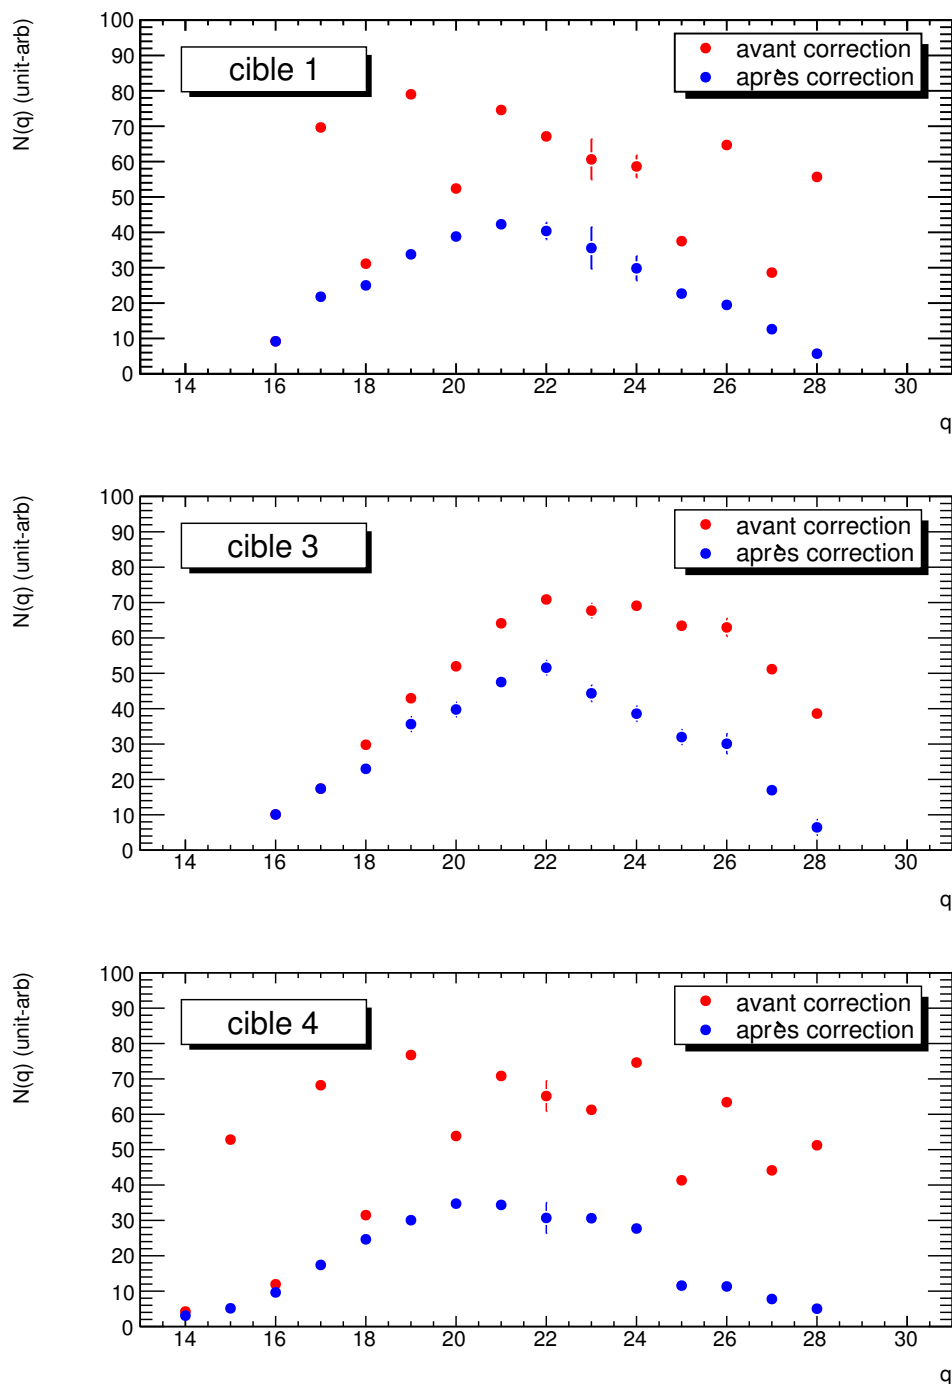 N(q) (unit-arb)
100
90
80
70
60
50
40
30
20
10
0
cible 1
avant correction
après correction
14 16 18 20 22 24 26 28 30
q
N(q) (unit-arb)
100
90
80
70
60
50
40
30
20
10
0
cible 3
avant correction
après correction
14 16 18 20 22 24 26 28 30
q
N(q) (unit-arb)
100
90
80
70
60
50
40
30
20
10
0
cible 4
avant correction
après correction
14 16 18 20 22 24 26 28 30
q